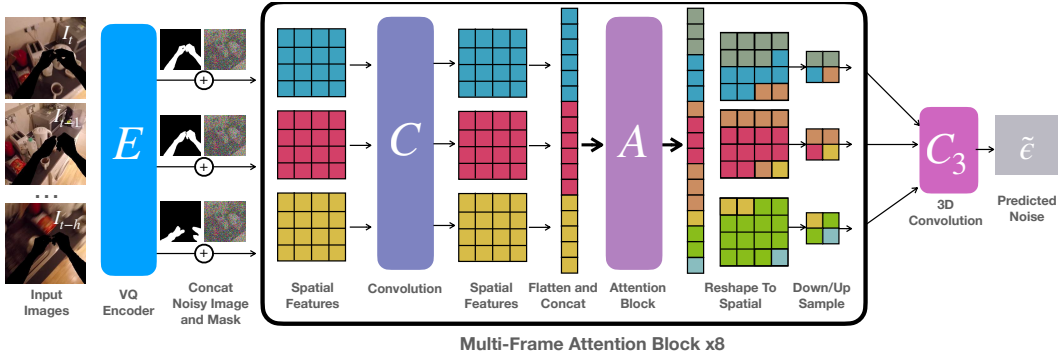 I_t
I_{t-1}
...
I_{t-h}
E
C
A
C_3
\tilde{\epsilon}
+
+
+
Input
Images
VQ
Encoder
Concat
Noisy Image
and Mask
Spatial
Features
Convolution
Spatial
Features
Flatten and
Concat
Attention
Block
Reshape To
Spatial
Down/Up
Sample
3D
Convolution
Predicted
Noise
Multi-Frame Attention Block x8